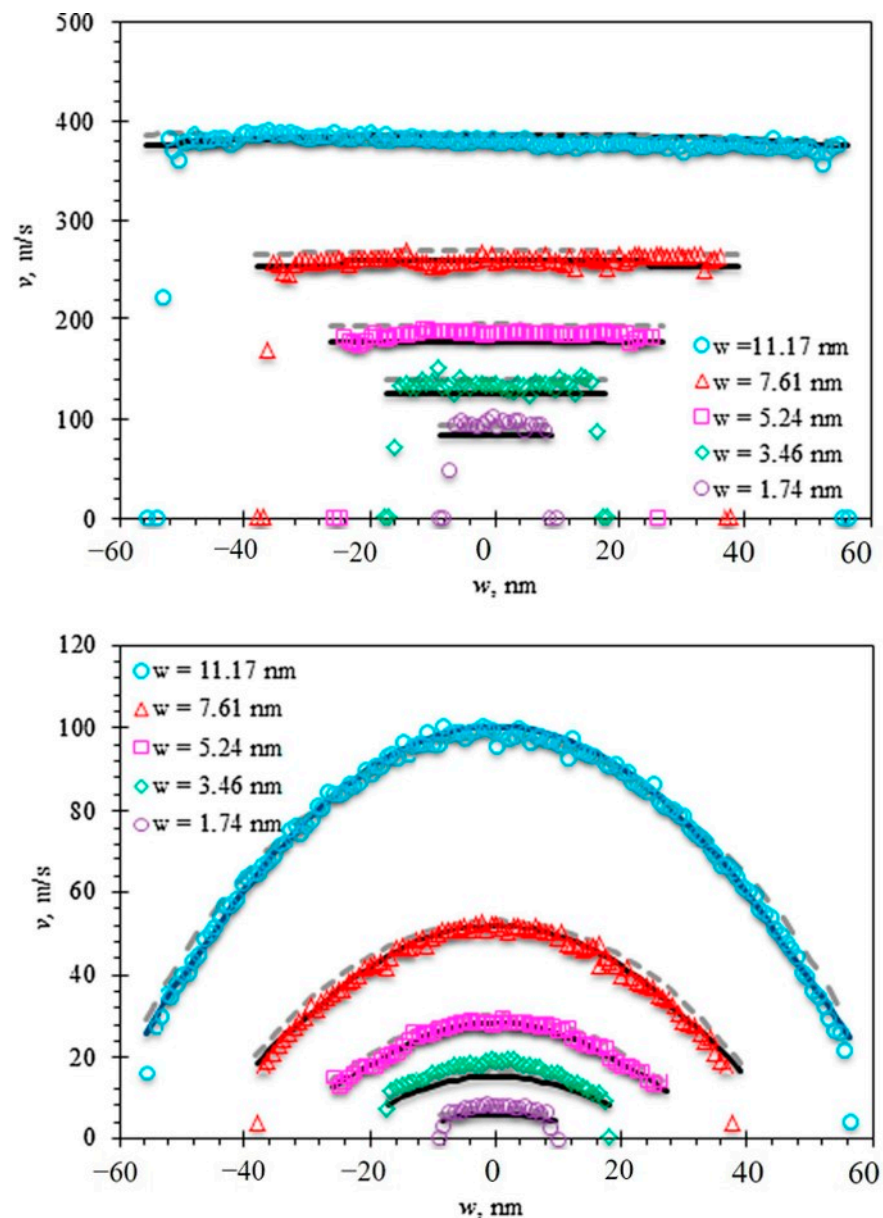 500
400
300
200
100
0
v, m/s
w = 11.17 nm
w = 7.61 nm
w = 5.24 nm
w = 3.46 nm
w = 1.74 nm
−60 −40 −20 0 20 40 60
w, nm
120
100
80
60
40
20
0
v, m/s
w = 11.17 nm
w = 7.61 nm
w = 5.24 nm
w = 3.46 nm
w = 1.74 nm
−60 −40 −20 0 20 40 60
w, nm